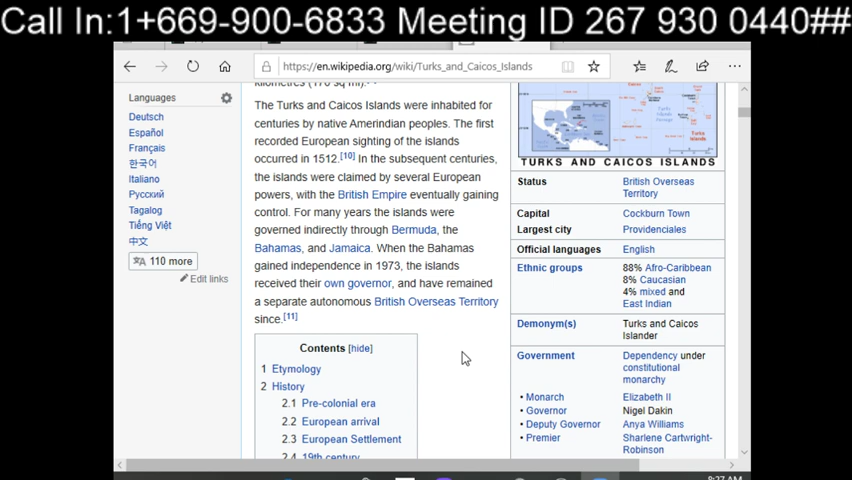 Call In:1+669-900-6833 Meeting ID 267 930 0440##
https://en.wikipedia.org/wiki/Turks_and_Caicos_Islands
Languages
Deutsch
Español
Français
한국어
Italiano
Русский
Tagalog
Tiếng Việt
中文
110 more
Edit links
The Turks and Caicos Islands were inhabited for
centuries by native Amerindian peoples. The first
recorded European sighting of the islands
occurred in 1512.[10] In the subsequent centuries,
the islands were claimed by several European
powers, with the British Empire eventually gaining
control. For many years the islands were
governed indirectly through Bermuda, the
Bahamas, and Jamaica. When the Bahamas
gained independence in 1973, the islands
received their own governor, and have remained
a separate autonomous British Overseas Territory
since.[11]
Contents [hide]
1 Etymology
2 History
2.1 Pre-colonial era
2.2 European arrival
2.3 European Settlement
2.4 19th century
TURKS AND CAICOS ISLANDS
Status British Overseas
Territory
Capital Cockburn Town
Largest city Providenciales
Official languages English
Ethnic groups 88% Afro-Caribbean
8% Caucasian
4% mixed and
East Indian
Demonym(s) Turks and Caicos
Islander
Government Dependency under
constitutional
monarchy
• Monarch Elizabeth II
• Governor Nigel Dakin
• Deputy Governor Anya Williams
• Premier Sharlene Cartwright-
Robinson
8:27 AM